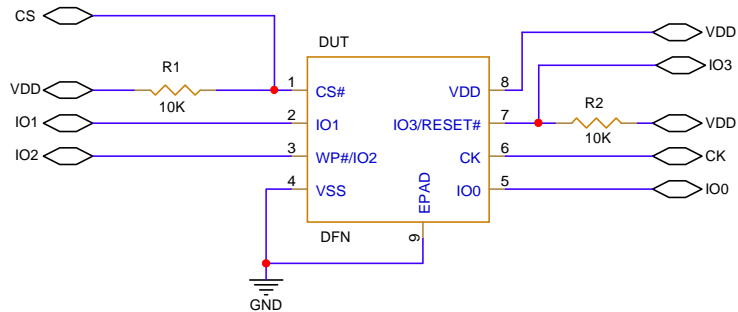 CS
DUT
VDD
R1
VDD
10K
1
CS#
VDD
8
IO3
IO1
2
IO1
IO3/RESET#
7
R2
10K
VDD
IO2
3
WP#/IO2
CK
6
CK
4
VSS
EPAD
IO0
5
IO0
DFN
9
GND